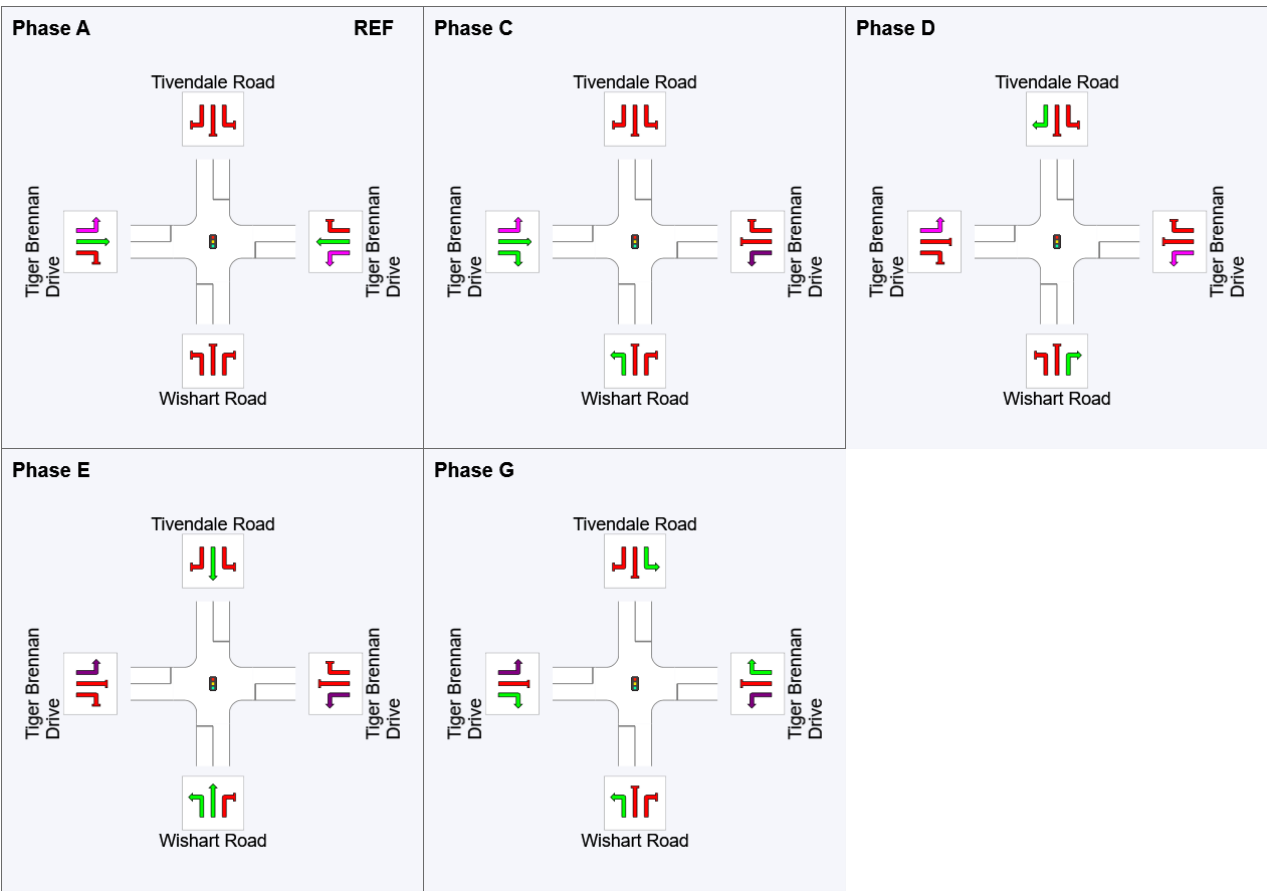 Phase A
REF
Tivendale Road
Tiger Brennan
Drive
Tiger Brennan
Drive
Wishart Road
Phase C
Tivendale Road
Tiger Brennan
Drive
Tiger Brennan
Drive
Wishart Road
Phase D
Tivendale Road
Tiger Brennan
Drive
Tiger Brennan
Drive
Wishart Road
Phase E
Tivendale Road
Tiger Brennan
Drive
Tiger Brennan
Drive
Wishart Road
Phase G
Tivendale Road
Tiger Brennan
Drive
Tiger Brennan
Drive
Wishart Road